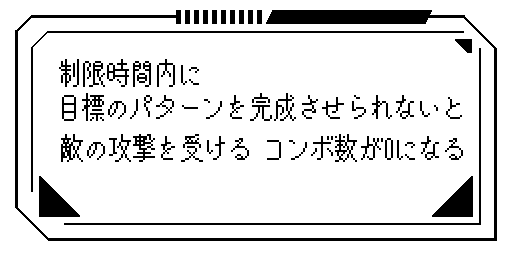 制限時間内に
目標のパターンを完成させられないと
敵の攻撃を受ける コンボ数が0になる